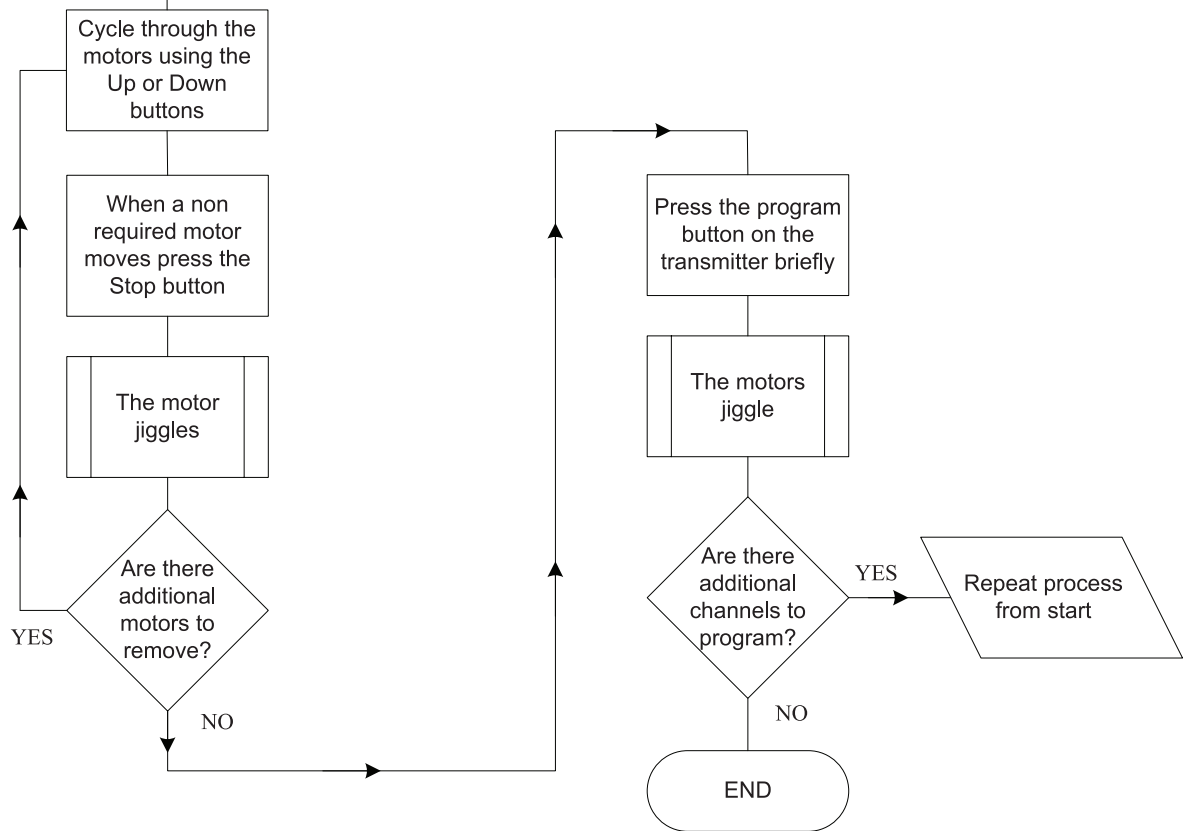 Cycle through the
motors using the
Up or Down
buttons
When a non
required motor
moves press the
Stop button
The motor
jiggles
Are there
additional
motors to
remove?
YES
NO
Press the program
button on the
transmitter briefly
The motors
jiggle
Are there
additional
channels to
program?
YES
Repeat process
from start
NO
END